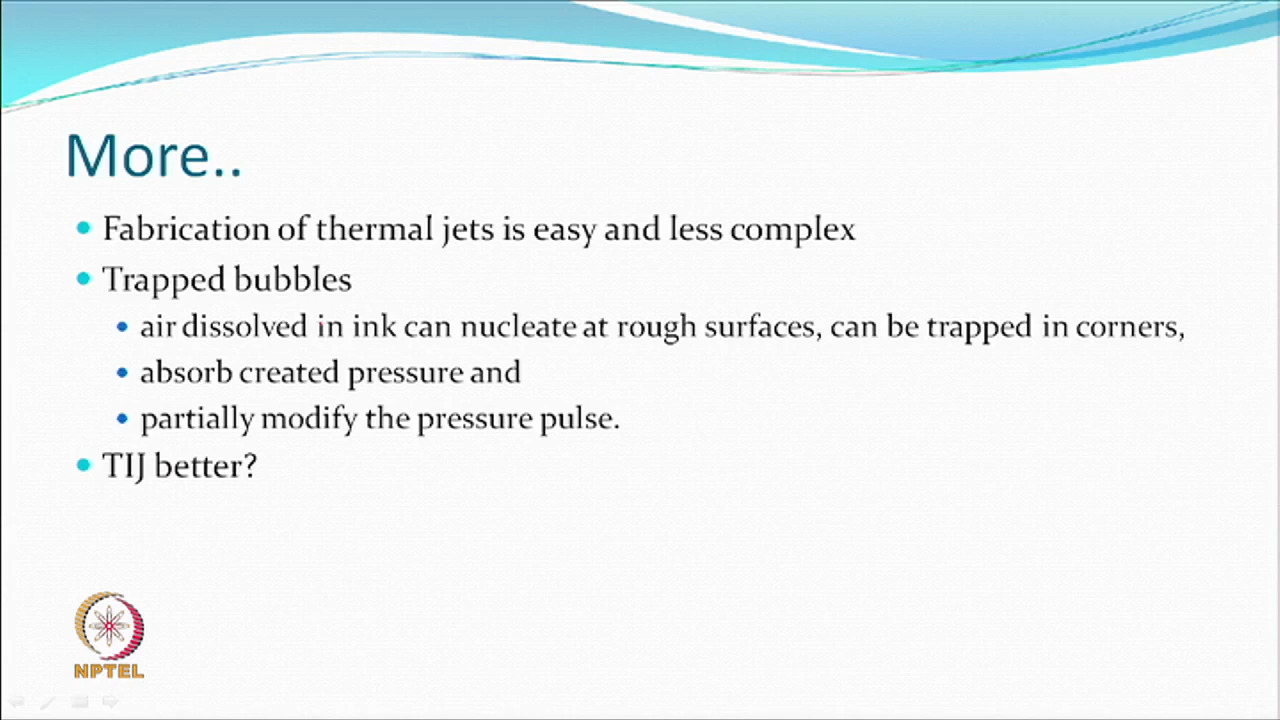 More..
Fabrication of thermal jets is easy and less complex
Trapped bubbles
air dissolved in ink can nucleate at rough surfaces, can be trapped in corners,
absorb created pressure and
partially modify the pressure pulse.
TIJ better?
NPTEL